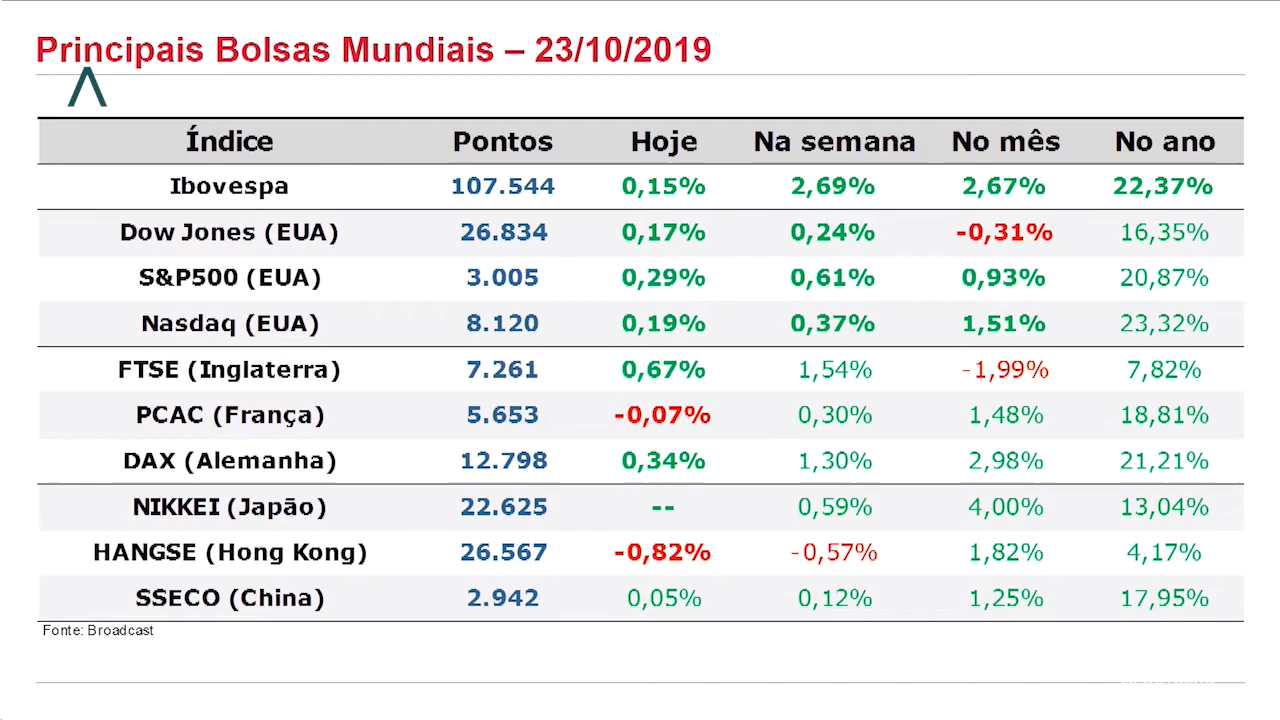 Principais Bolsas Mundiais – 23/10/2019
Índice Pontos Hoje Na semana No mês No ano
Ibovespa 107.544 0,15% 2,69% 2,67% 22,37%
Dow Jones (EUA) 26.834 0,17% 0,24% -0,31% 16,35%
S&P500 (EUA) 3.005 0,29% 0,61% 0,93% 20,87%
Nasdaq (EUA) 8.120 0,19% 0,37% 1,51% 23,32%
FTSE (Inglaterra) 7.261 0,67% 1,54% -1,99% 7,82%
PCAC (França) 5.653 -0,07% 0,30% 1,48% 18,81%
DAX (Alemanha) 12.798 0,34% 1,30% 2,98% 21,21%
NIKKEI (Japão) 22.625 -- 0,59% 4,00% 13,04%
HANGSE (Hong Kong) 26.567 -0,82% -0,57% 1,82% 4,17%
SSECO (China) 2.942 0,05% 0,12% 1,25% 17,95%
Fonte: Broadcast